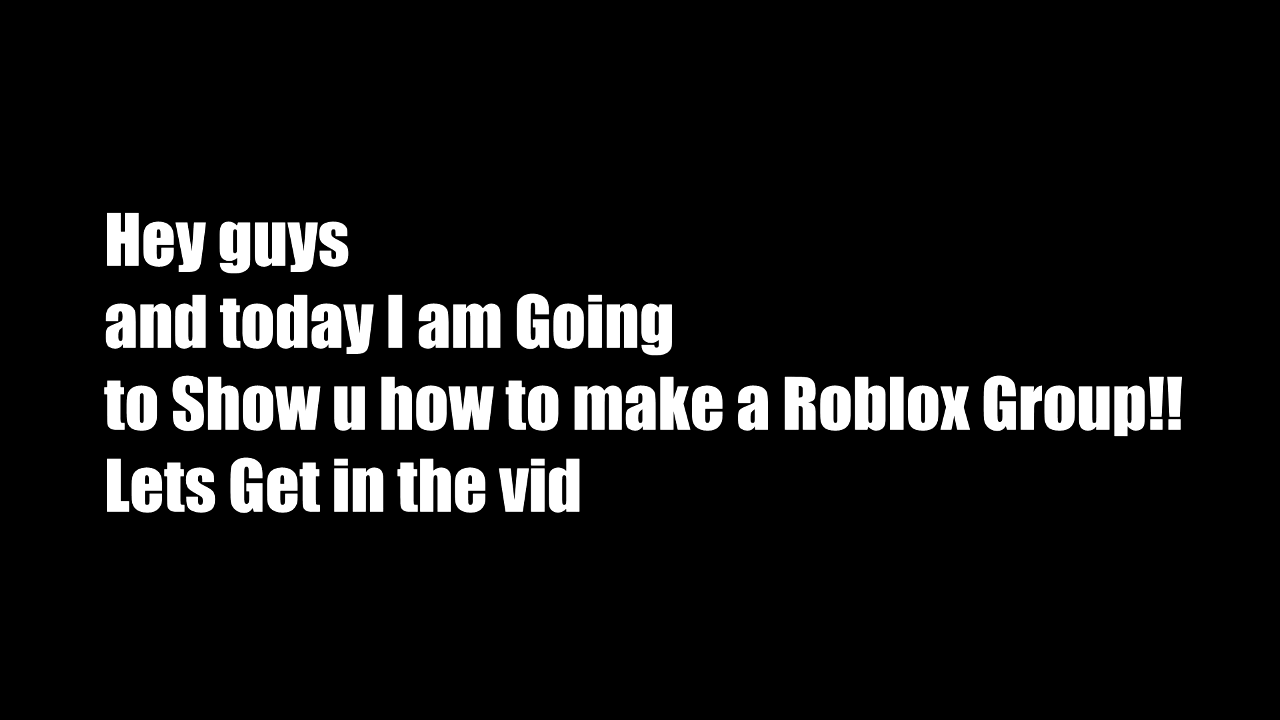 Hey guys
and today I am Going
to Show u how to make a Roblox Group!!
Lets Get in the vid